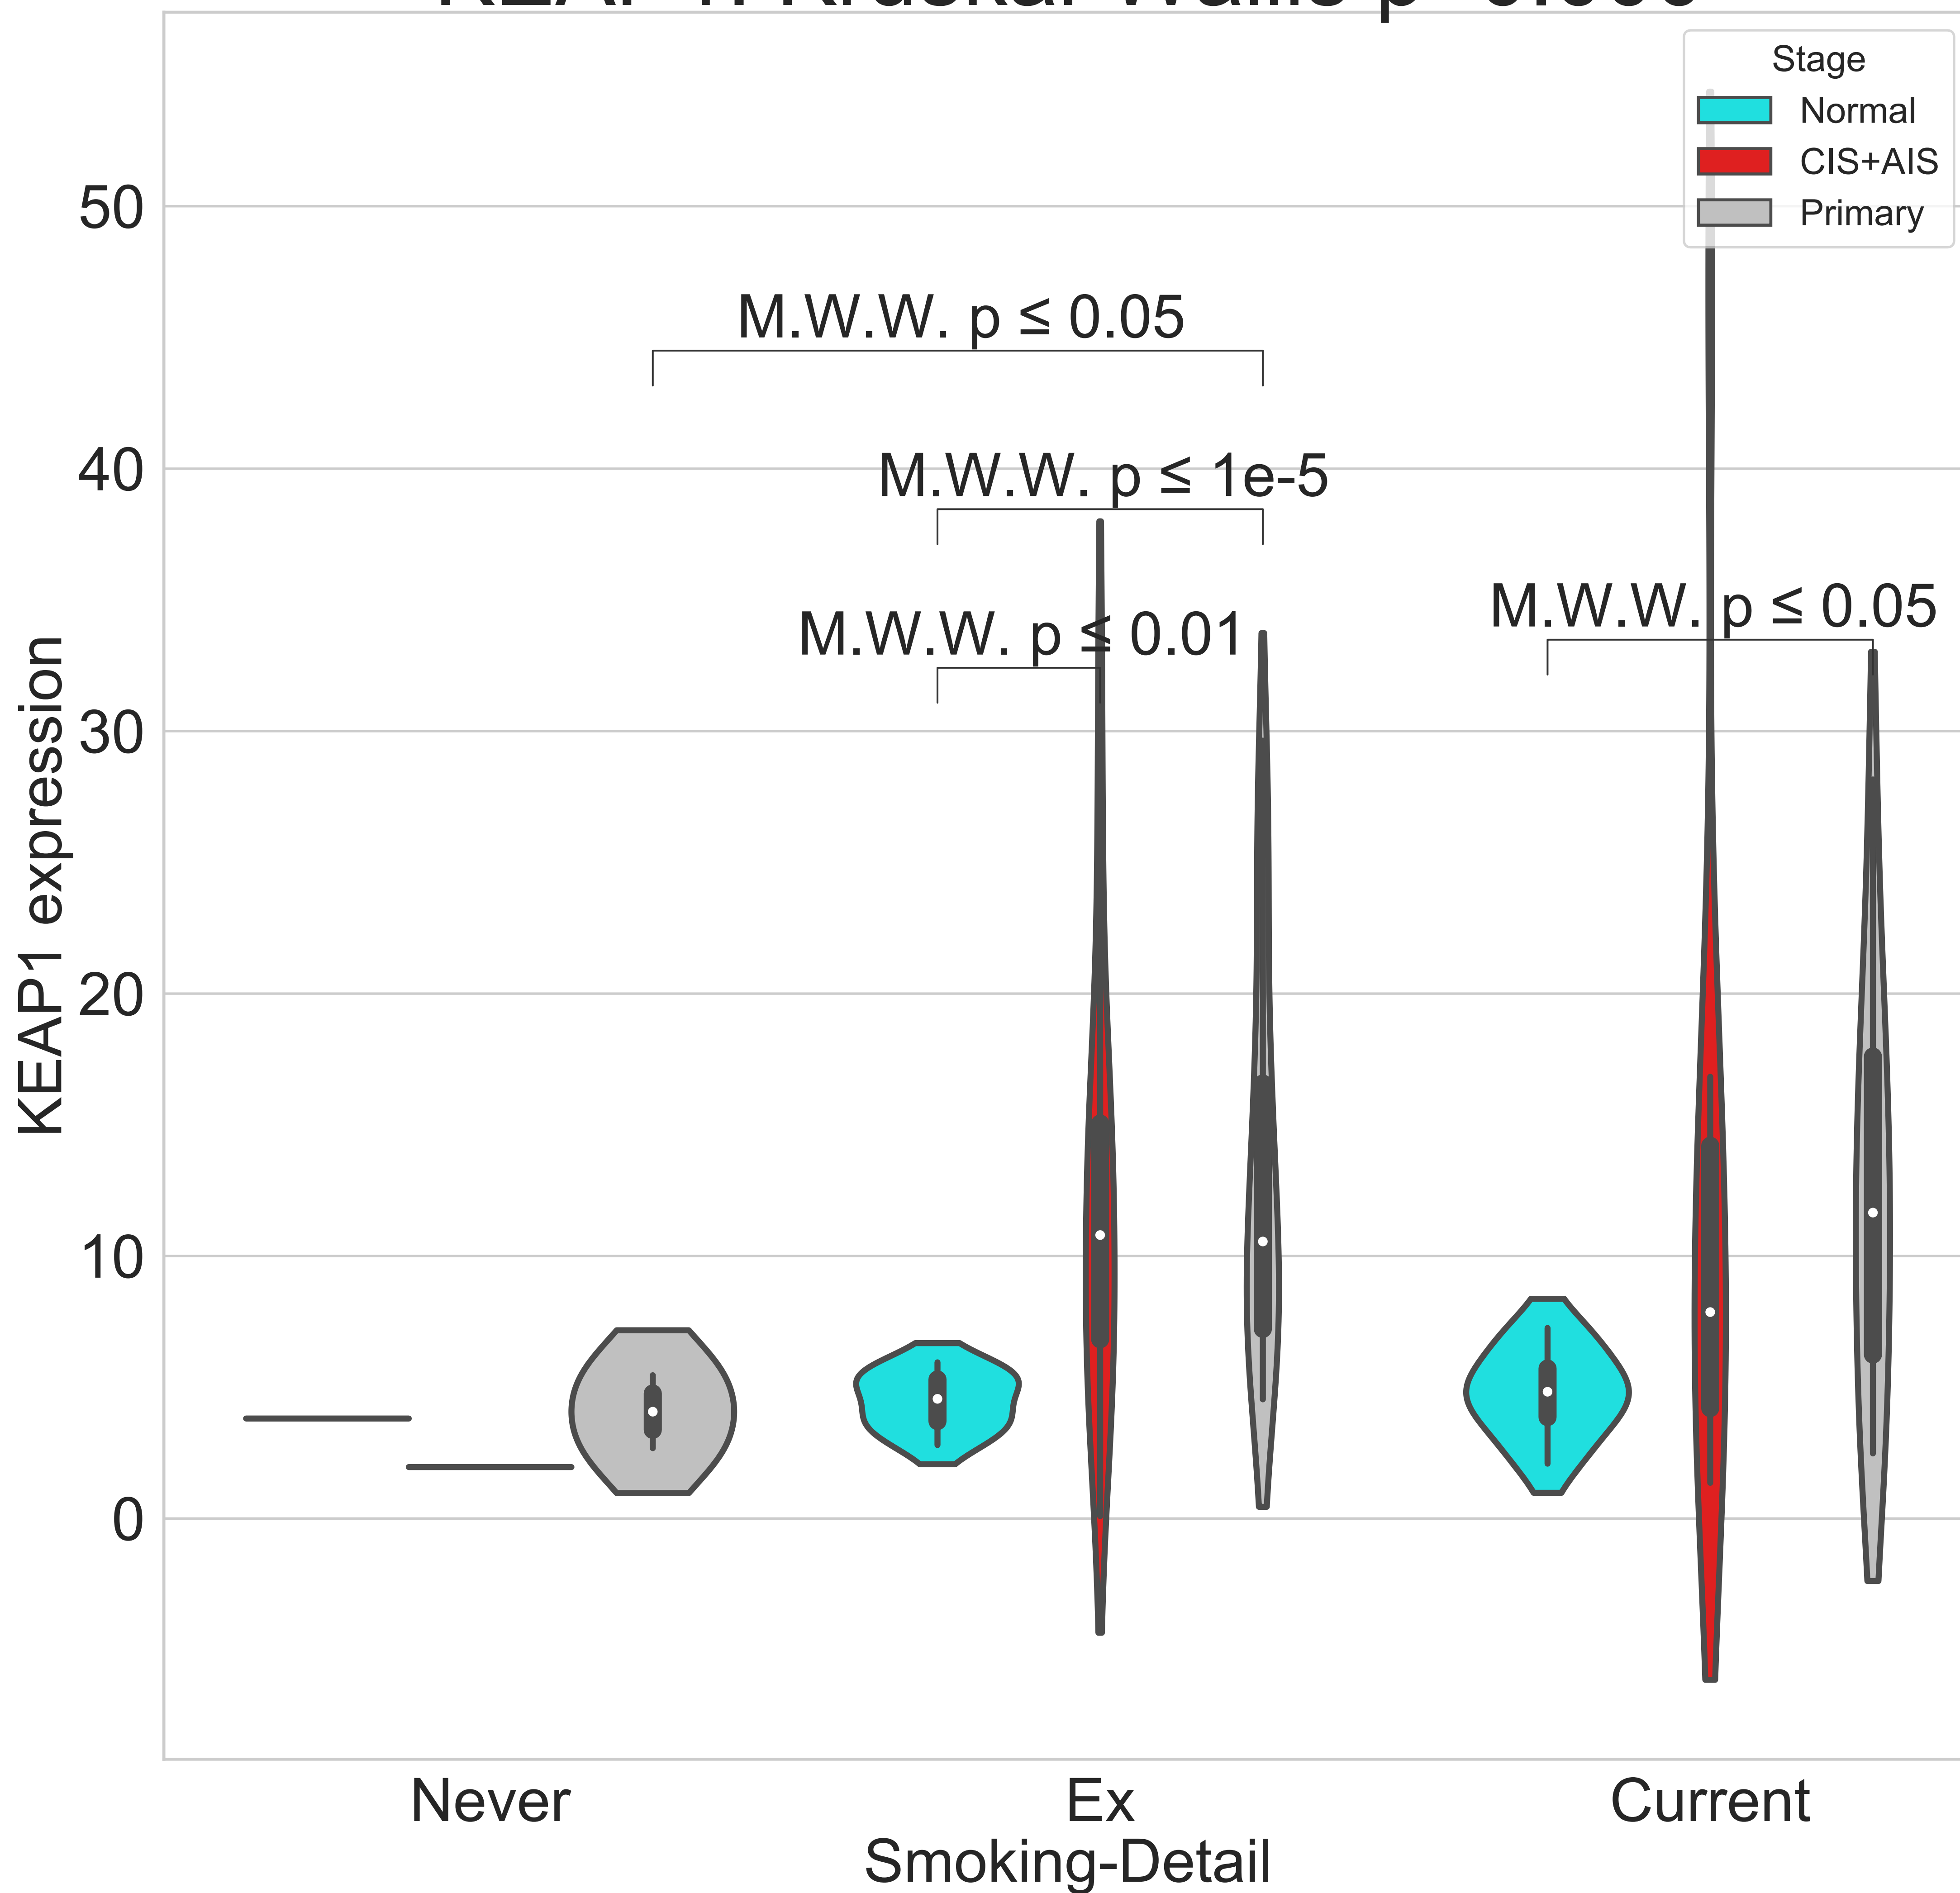 Stage
Normal
CIS+AIS
Primary
50
40
30
20
10
0
KEAP1 expression
M.W.W. p ≤ 0.05
M.W.W. p ≤ 1e-5
M.W.W. p ≤ 0.01
M.W.W. p ≤ 0.05
Never
Ex
Current
Smoking-Detail